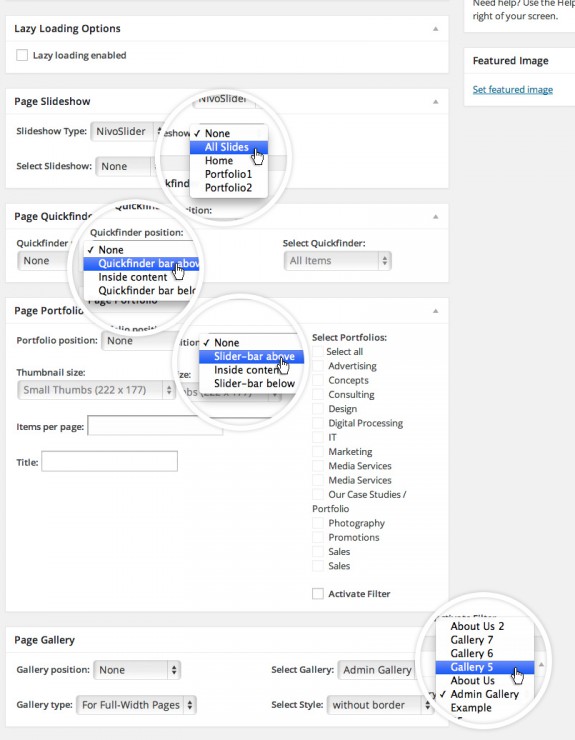 Need help? Use the Help
right of your screen.
Lazy Loading Options
Lazy loading enabled
Featured Image
Set featured image
Page Slideshow
NivoSlider
Slideshow Type: NivoSlider
✓ None
All Slides
Home
Portfolio1
Portfolio2
Select Slideshow: None
Page Quickfinder
Quickfinder position:
None
✓ None
Quickfinder bar above
Inside content
Quickfinder bar below
Select Quickfinder:
All Items
Page Portfolio
Page Portfolio
Portfolio position: None
✓ None
Slider-bar above
Inside content
Slider-bar below
Thumbnail size:
Small Thumbs (222 x 177)
Items per page:
Title:
Select Portfolios:
Select all
Advertising
Concepts
Consulting
Design
Digital Processing
IT
Marketing
Media Services
Media Services
Our Case Studies /
Portfolio
Photography
Promotions
Sales
Sales
Activate Filter
Page Gallery
Gallery position: None
Select Gallery: Admin Gallery
Gallery type: For Full-Width Pages
Select Style: without border
About Us 2
Gallery 7
Gallery 6
Gallery 5
About Us
✓ Admin Gallery
Example